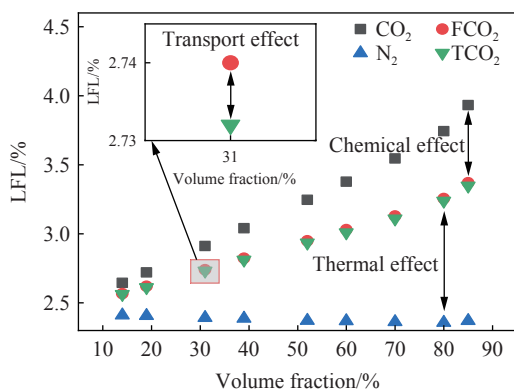 4.5
4.0
3.5
3.0
2.5
LFL/%
CO₂
FCO₂
N₂
TCO₂
Transport effect
2.74
2.73
LFL/%
31
Volume fraction/%
Chemical effect
Thermal effect
10 20 30 40 50 60 70 80 90
Volume fraction/%